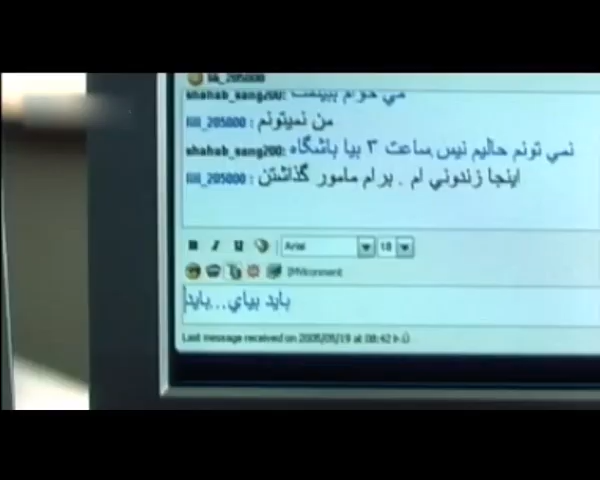 lili_205000
shahab_sang200: مي خوام ببينمت
lili_205000 : من نميتونم
shahab_sang200: نمي تونم حاليم نيس ساعت ۳ بيا باشگاه
lili_205000 : اينجا زندوني ام . برام مامور گذاشتن
B I U Arial 18
IMVironment
بايد بياي...بايد
Last message received on 2005/05/19 at 08:42 ب.ظ